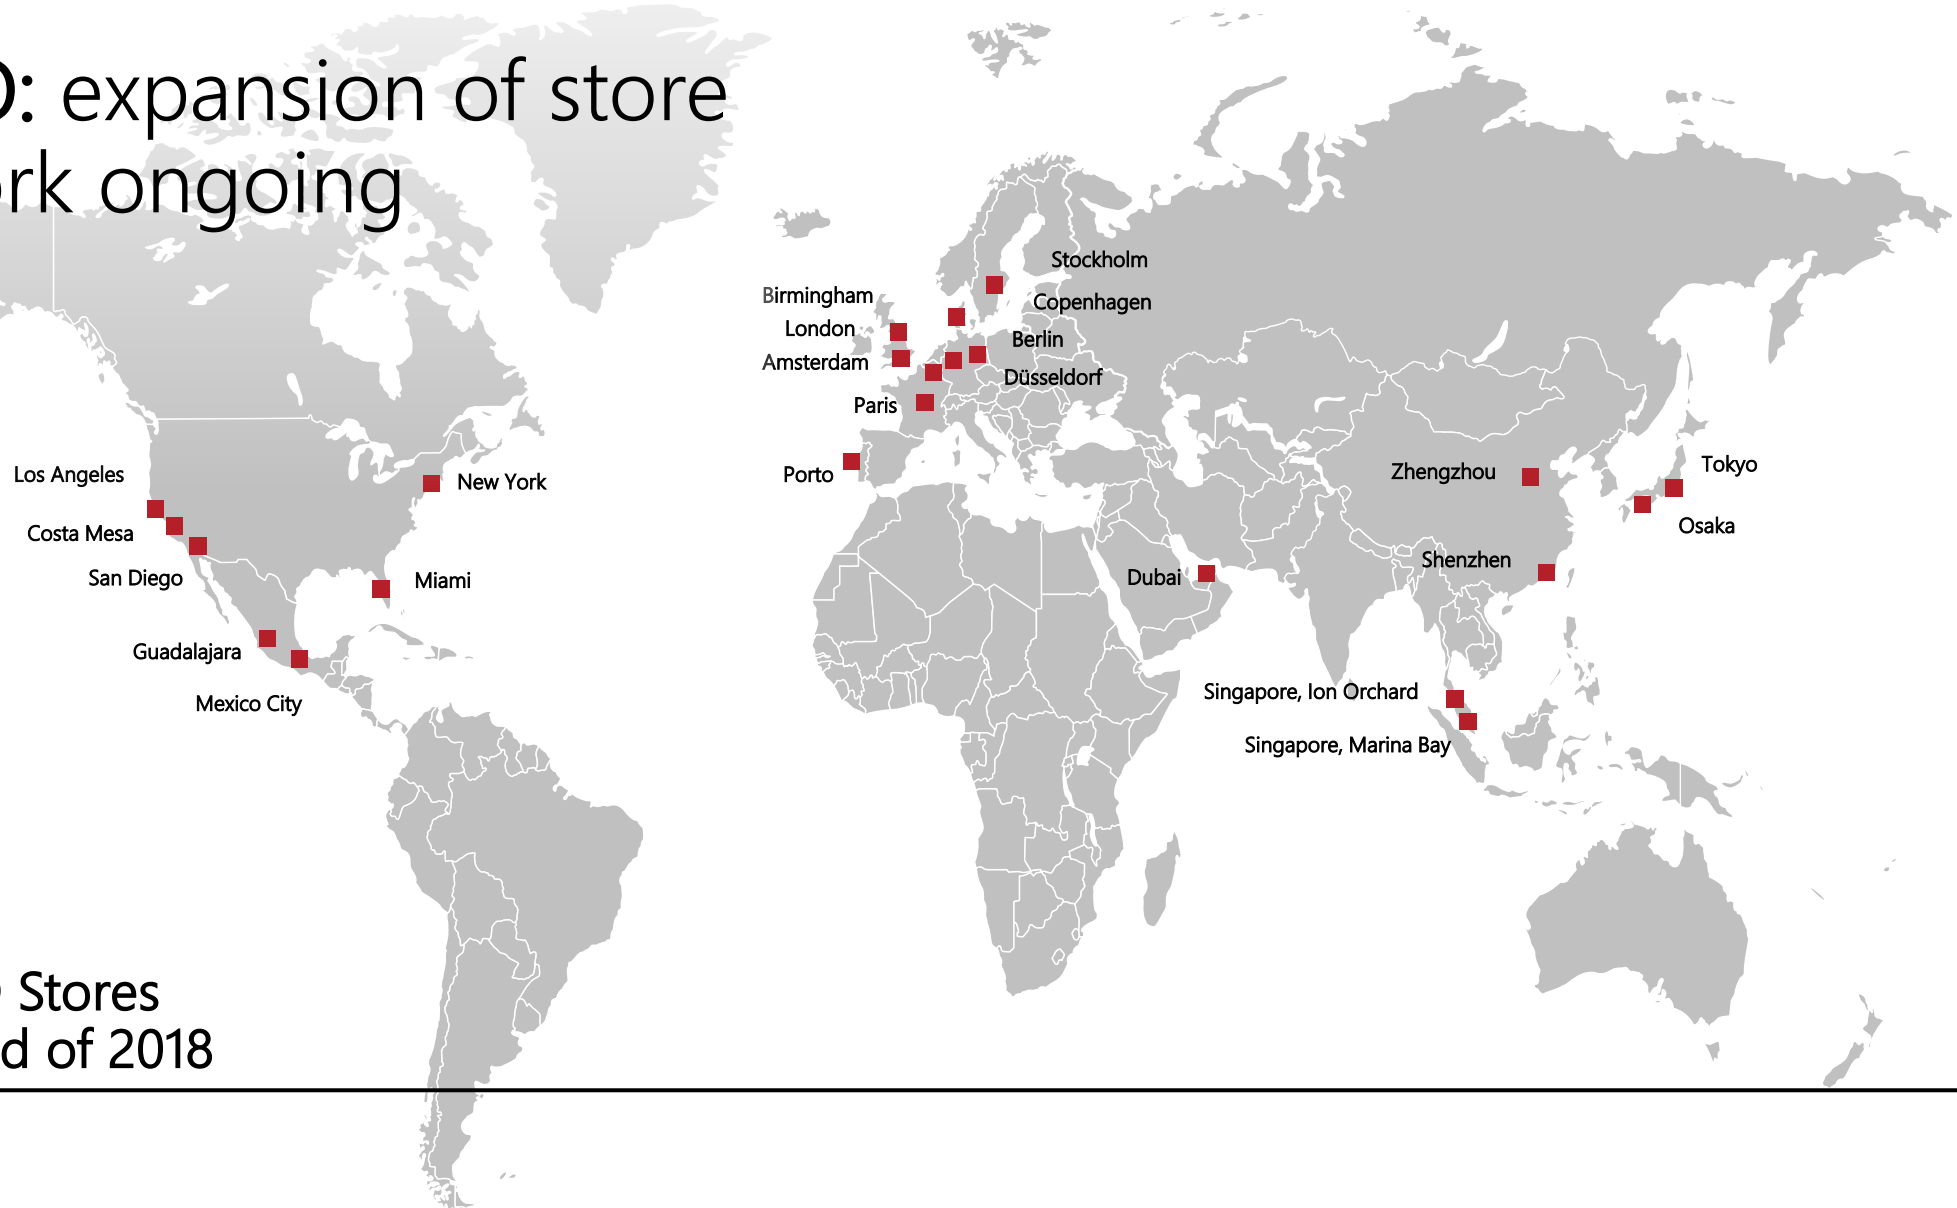 : expansion of store
rk ongoing
Stockholm
Birmingham
Copenhagen
London
Berlin
Amsterdam
Düsseldorf
Paris
Porto
Los Angeles
New York
Costa Mesa
San Diego
Miami
Guadalajara
Mexico City
Zhengzhou
Tokyo
Osaka
Shenzhen
Dubai
Singapore, Ion Orchard
Singapore, Marina Bay
Stores
d of 2018